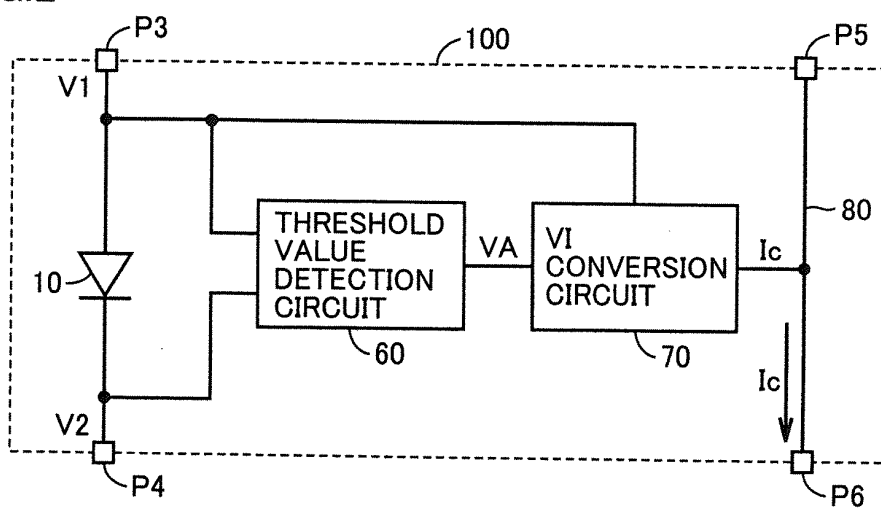 P3
100
P5
V1
THRESHOLD
VALUE
DETECTION
CIRCUIT
VA
VI
CONVERSION
CIRCUIT
Ic
80
10
60
70
Ic
V2
P4
P6